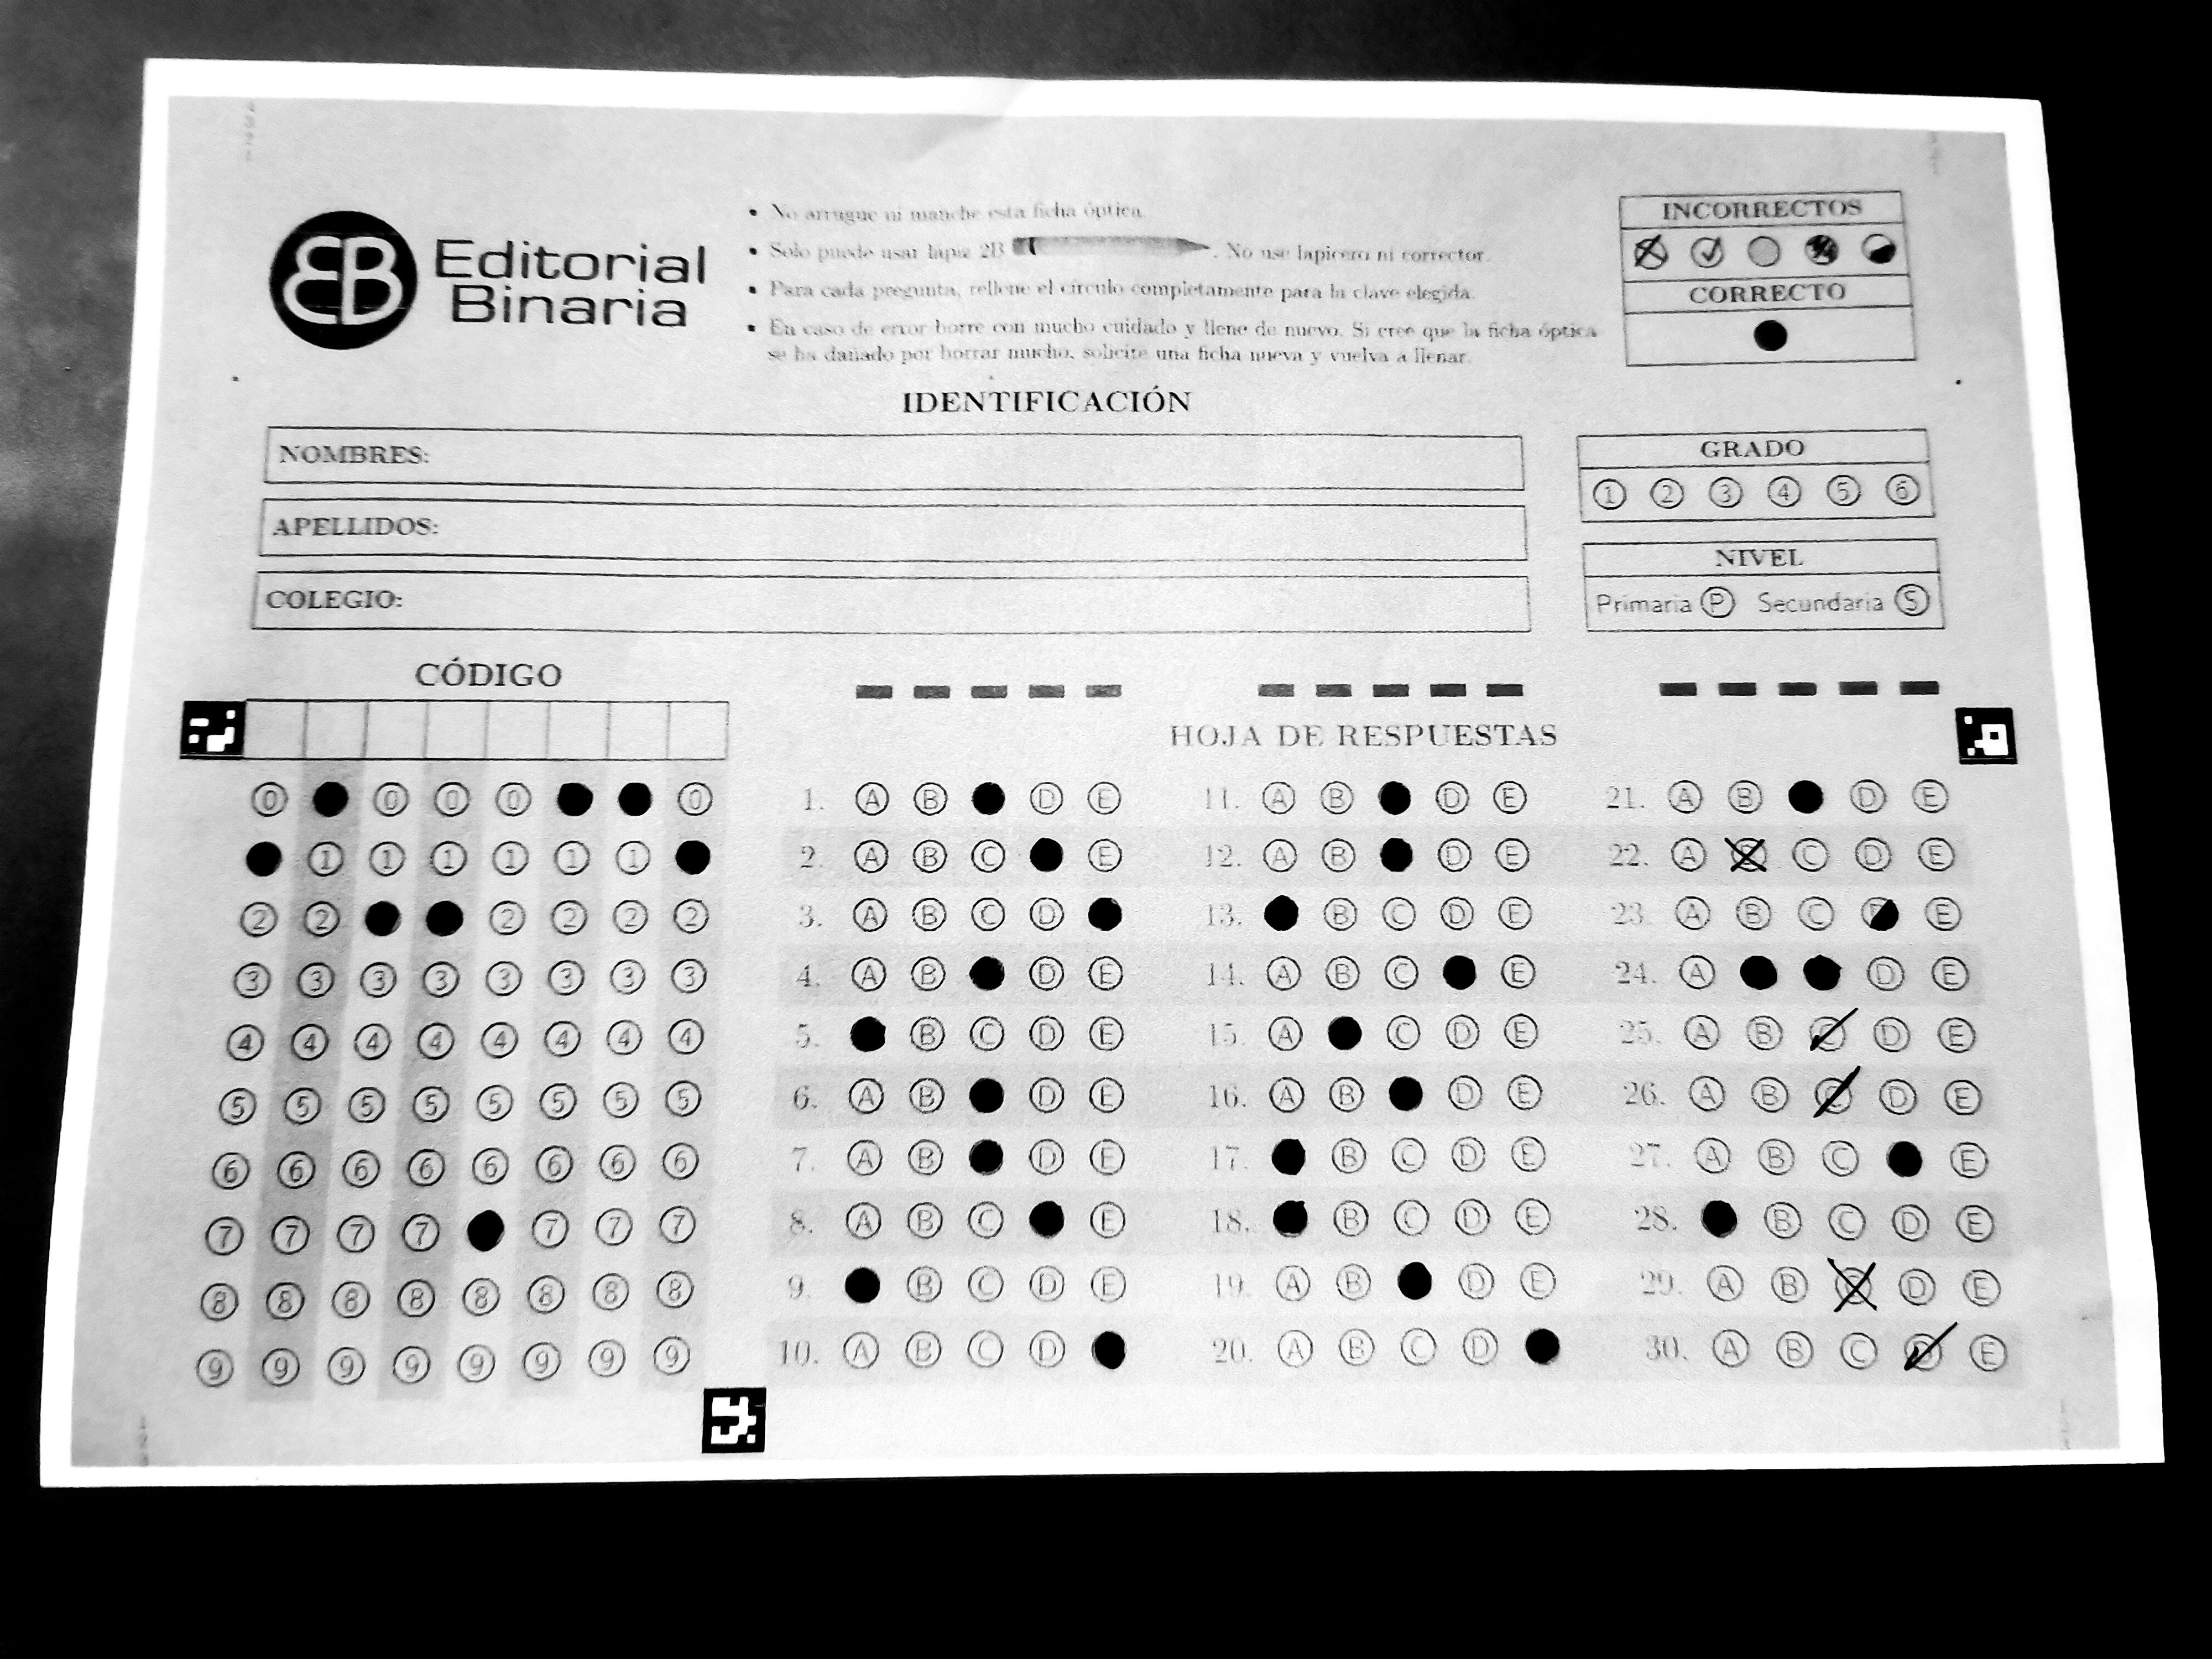 Editorial
Binaria
• No arrugue ni manche esta ficha óptica.
• Solo puede usar lápiz 2B . No use lapicero ni corrector.
• Para cada pregunta, rellene el círculo completamente para la clave elegida.
• En caso de error borre con mucho cuidado y llene de nuevo. Si cree que la ficha óptica
se ha dañado por borrar mucho, solicite una ficha nueva y vuelva a llenar.
INCORRECTOS
CORRECTO
IDENTIFICACIÓN
NOMBRES:
APELLIDOS:
COLEGIO:
GRADO
1 2 3 4 5 6
NIVEL
Primaria P Secundaria S
CÓDIGO
0 0 0 0 0
1 1 1 1 1 1
2 2 2 2 2 2
3 3 3 3 3 3 3 3
4 4 4 4 4 4 4 4
5 5 5 5 5 5 5 5
6 6 6 6 6 6 6 6
7 7 7 7 7 7 7
8 8 8 8 8 8 8 8
9 9 9 9 9 9 9 9
HOJA DE RESPUESTAS
1. A B D E
2. A B C E
3. A B C D
4. A B D E
5. B C D E
6. A B D E
7. A B D E
8. A B C E
9. B C D E
10. A B C D
11. A B D E
12. A B D E
13. B C D E
14. A B C E
15. A C D E
16. A B D E
17. B C D E
18. B C D E
19. A B D E
20. A B C D
21. A B D E
22. A B C D E
23. A B C D E
24. A D E
25. A B C D E
26. A B C D E
27. A B C E
28. B C D E
29. A B C D E
30. A B C D E